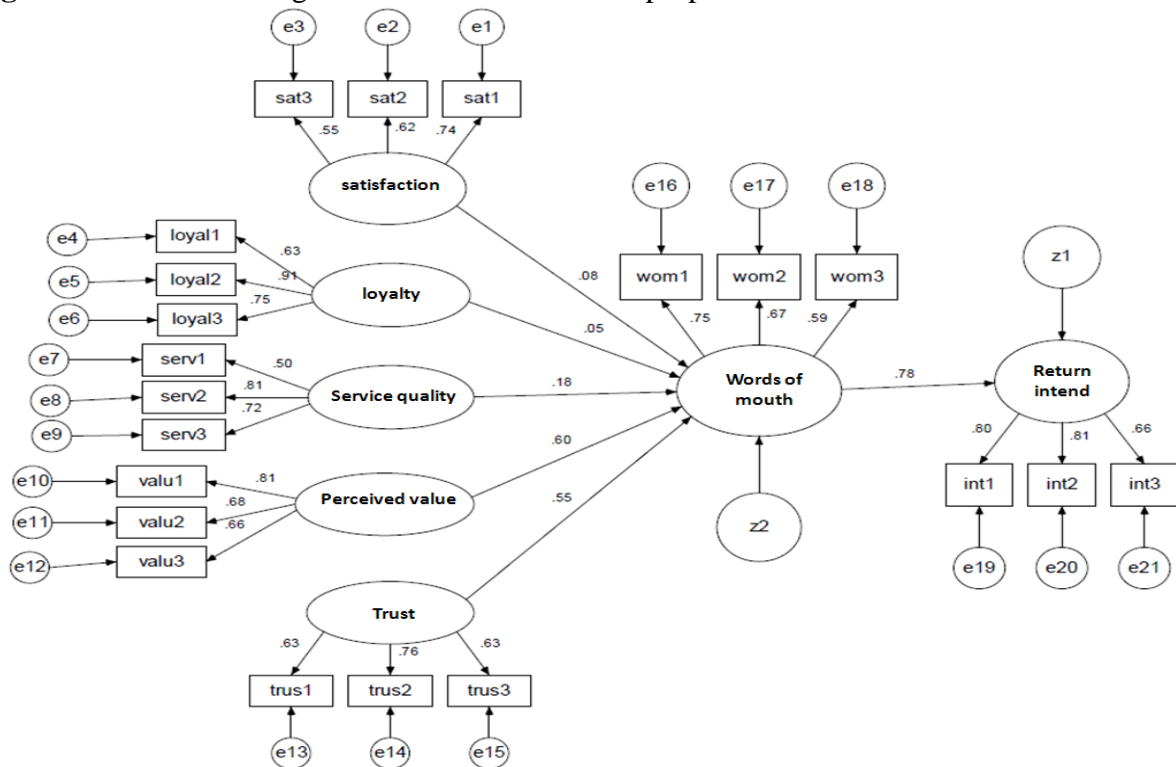 e3 e2 e1
sat3 sat2 sat1
.55 .62 .74
satisfaction
e16 e17 e18
e4 loyal1
.63
e5 loyal2
.91
.75
e6 loyal3
loyalty
.08
wom1 wom2 wom3
z1
.05
.75 .67 .59
e7 serv1
.50
e8 serv2
.81
.72
e9 serv3
Service quality
.18
Words of
mouth
.78
Return
intend
.80 .81 .66
e10 valu1
.81
e11 valu2
.68
.66
e12 valu3
Perceived value
.60
.55
z2
int1 int2 int3
e19 e20 e21
Trust
.63 .76 .63
trus1 trus2 trus3
e13 e14 e15